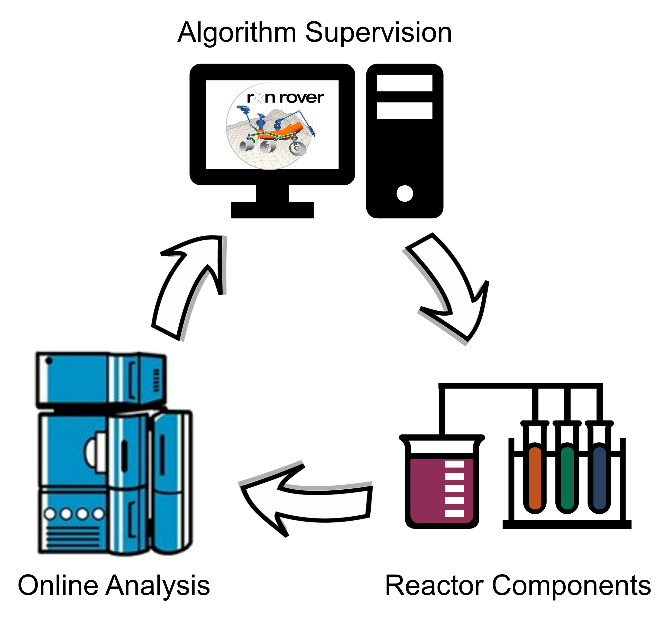 Algorithm Supervision
rxn rover
Online Analysis
Reactor Components